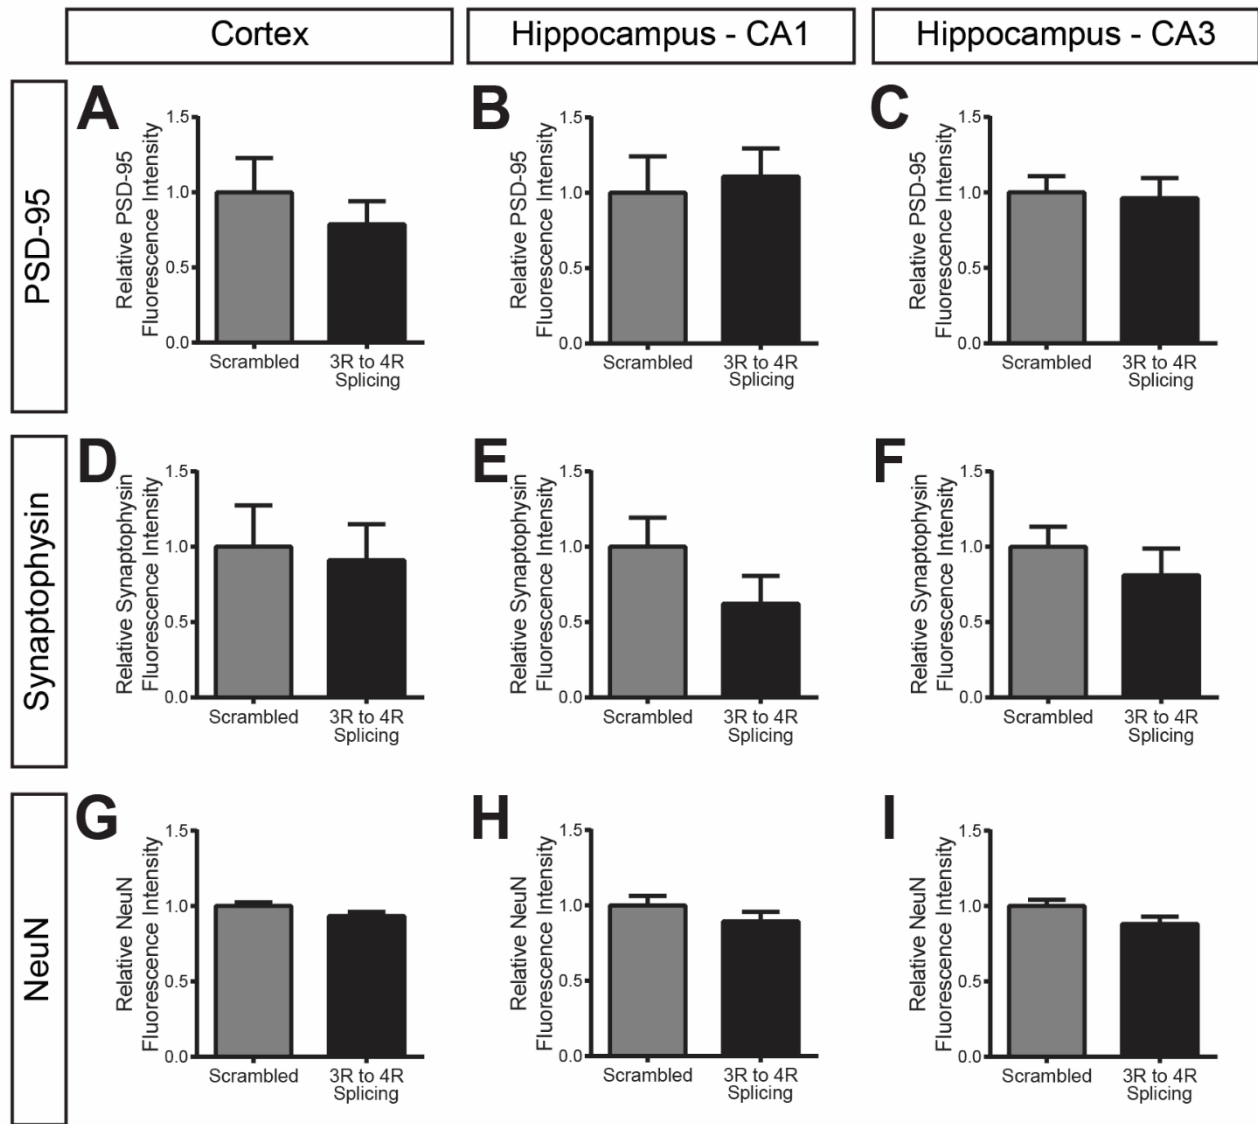 Cortex
Hippocampus - CA1
Hippocampus - CA3
PSD-95
A
Relative PSD-95
Fluorescence Intensity
1.5
1.0
0.5
0.0
Scrambled
3R to 4R
Splicing
B
Relative PSD-95
Fluorescence Intensity
1.5
1.0
0.5
0.0
Scrambled
3R to 4R
Splicing
C
Relative PSD-95
Fluorescence Intensity
1.5
1.0
0.5
0.0
Scrambled
3R to 4R
Splicing
Synaptophysin
D
Relative Synaptophysin
Fluorescence Intensity
1.5
1.0
0.5
0.0
Scrambled
3R to 4R
Splicing
E
Relative Synaptophysin
Fluorescence Intensity
1.5
1.0
0.5
0.0
Scrambled
3R to 4R
Splicing
F
Relative Synaptophysin
Fluorescence Intensity
1.5
1.0
0.5
0.0
Scrambled
3R to 4R
Splicing
NeuN
G
Relative NeuN
Fluorescence Intensity
1.5
1.0
0.5
0.0
Scrambled
3R to 4R
Splicing
H
Relative NeuN
Fluorescence Intensity
1.5
1.0
0.5
0.0
Scrambled
3R to 4R
Splicing
I
Relative NeuN
Fluorescence Intensity
1.5
1.0
0.5
0.0
Scrambled
3R to 4R
Splicing